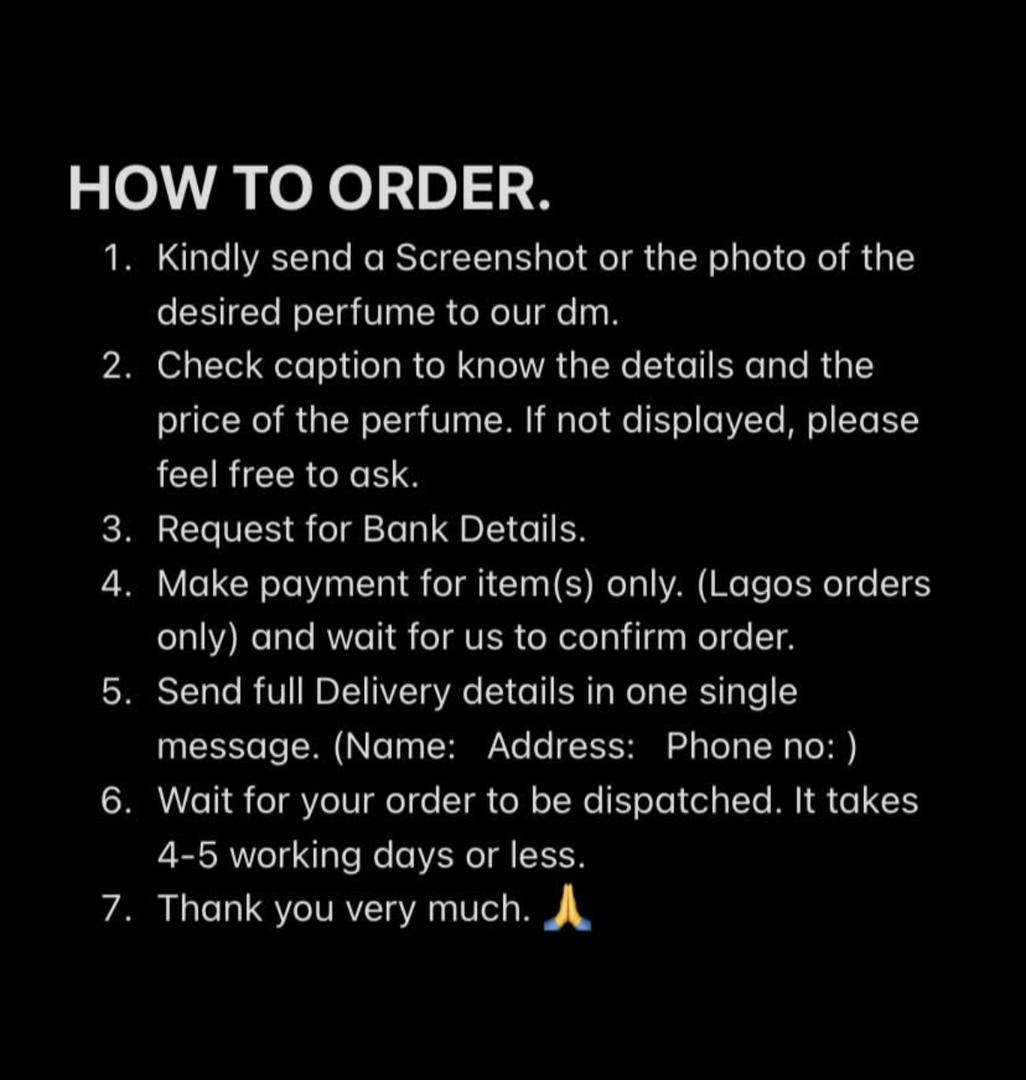 HOW TO ORDER.
1. Kindly send a Screenshot or the photo of the
desired perfume to our dm.
2. Check caption to know the details and the
price of the perfume. If not displayed, please
feel free to ask.
3. Request for Bank Details.
4. Make payment for item(s) only. (Lagos orders
only) and wait for us to confirm order.
5. Send full Delivery details in one single
message. (Name:   Address:   Phone no: )
6. Wait for your order to be dispatched. It takes
4-5 working days or less.
7. Thank you very much. 🙏